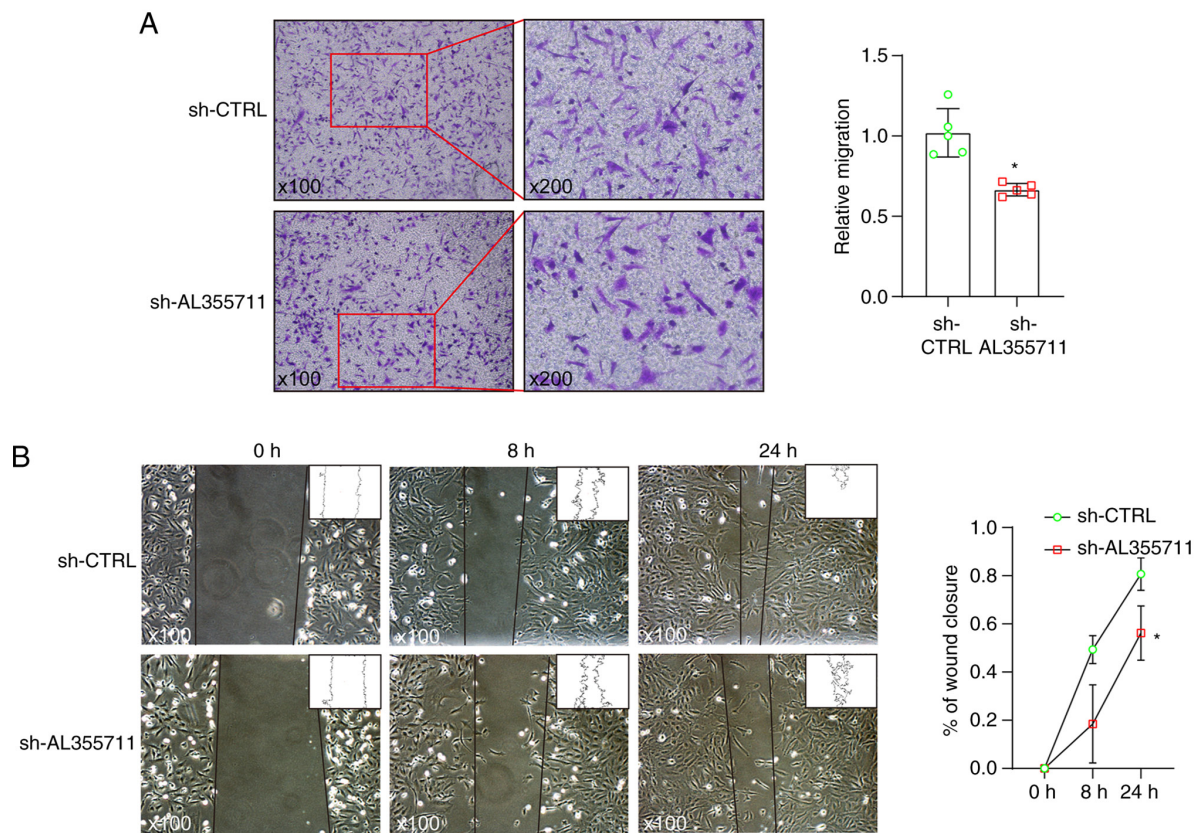 A
sh-CTRL
x100
x200
sh-AL355711
x100
x200
Relative migration
1.5
1.0
0.5
0.0
*
sh-
CTRL
sh-
AL355711
B
0 h
8 h
24 h
sh-CTRL
x100
x100
x100
sh-AL355711
x100
x100
x100
% of wound closure
1.0
0.8
0.6
0.4
0.2
0.0
sh-CTRL
sh-AL355711
*
0 h
8 h
24 h